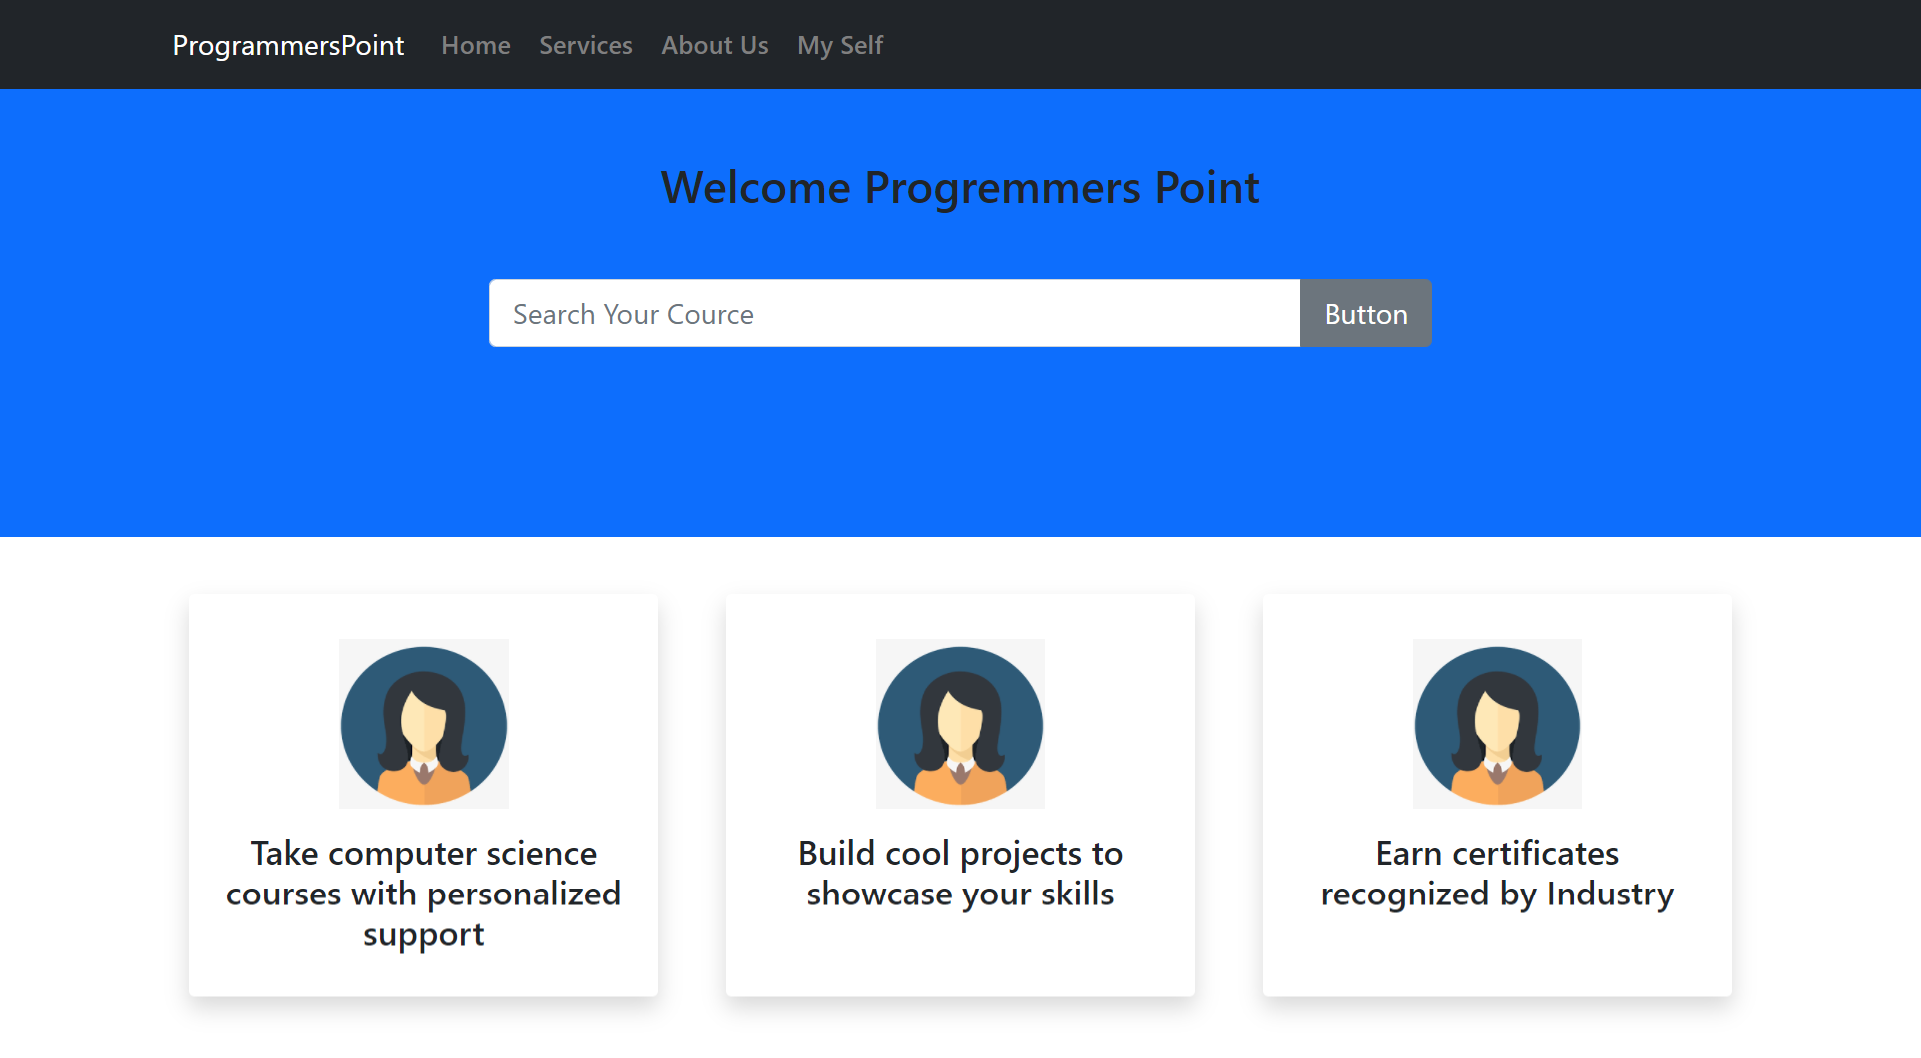 ProgrammersPoint Home Services About Us My Self
Welcome Progremmers Point
Search Your Cource Button
Take computer science
courses with personalized
support
Build cool projects to
showcase your skills
Earn certificates
recognized by Industry